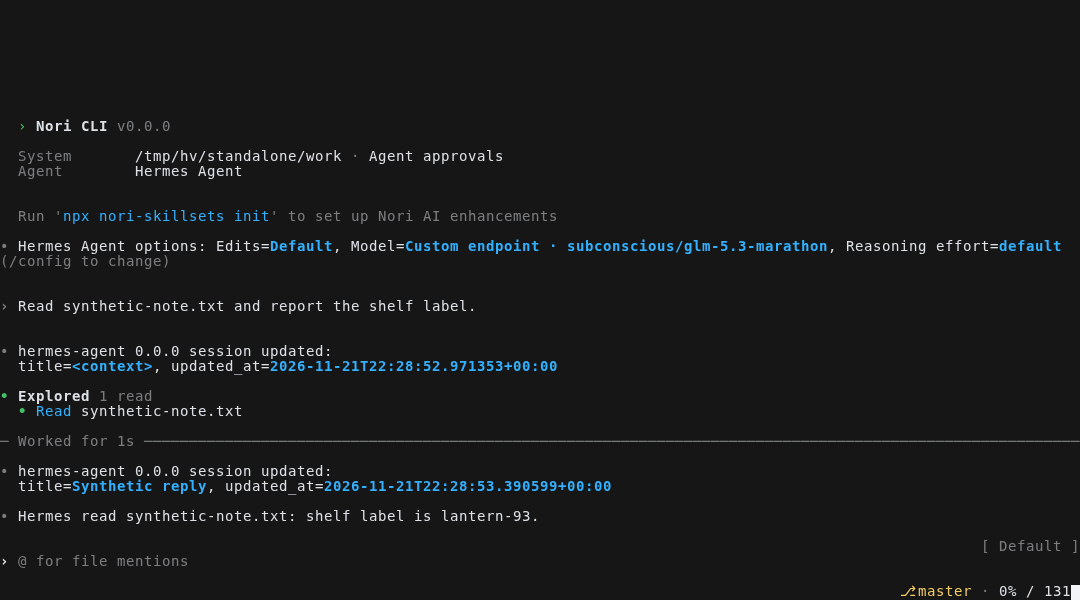 › Nori CLI v0.0.0
System /tmp/hv/standalone/work · Agent approvals
Agent Hermes Agent
Run 'npx nori-skillsets init' to set up Nori AI enhancements
• Hermes Agent options: Edits=Default, Model=Custom endpoint · subconscious/glm-5.3-marathon, Reasoning effort=default
(/config to change)
› Read synthetic-note.txt and report the shelf label.
• hermes-agent 0.0.0 session updated:
title=<context>, updated_at=2026-11-21T22:28:52.971353+00:00
• Explored 1 read
• Read synthetic-note.txt
─ Worked for 1s ─
• hermes-agent 0.0.0 session updated:
title=Synthetic reply, updated_at=2026-11-21T22:28:53.390599+00:00
• Hermes read synthetic-note.txt: shelf label is lantern-93.
[ Default ]
› @ for file mentions
⎇master · 0% / 131